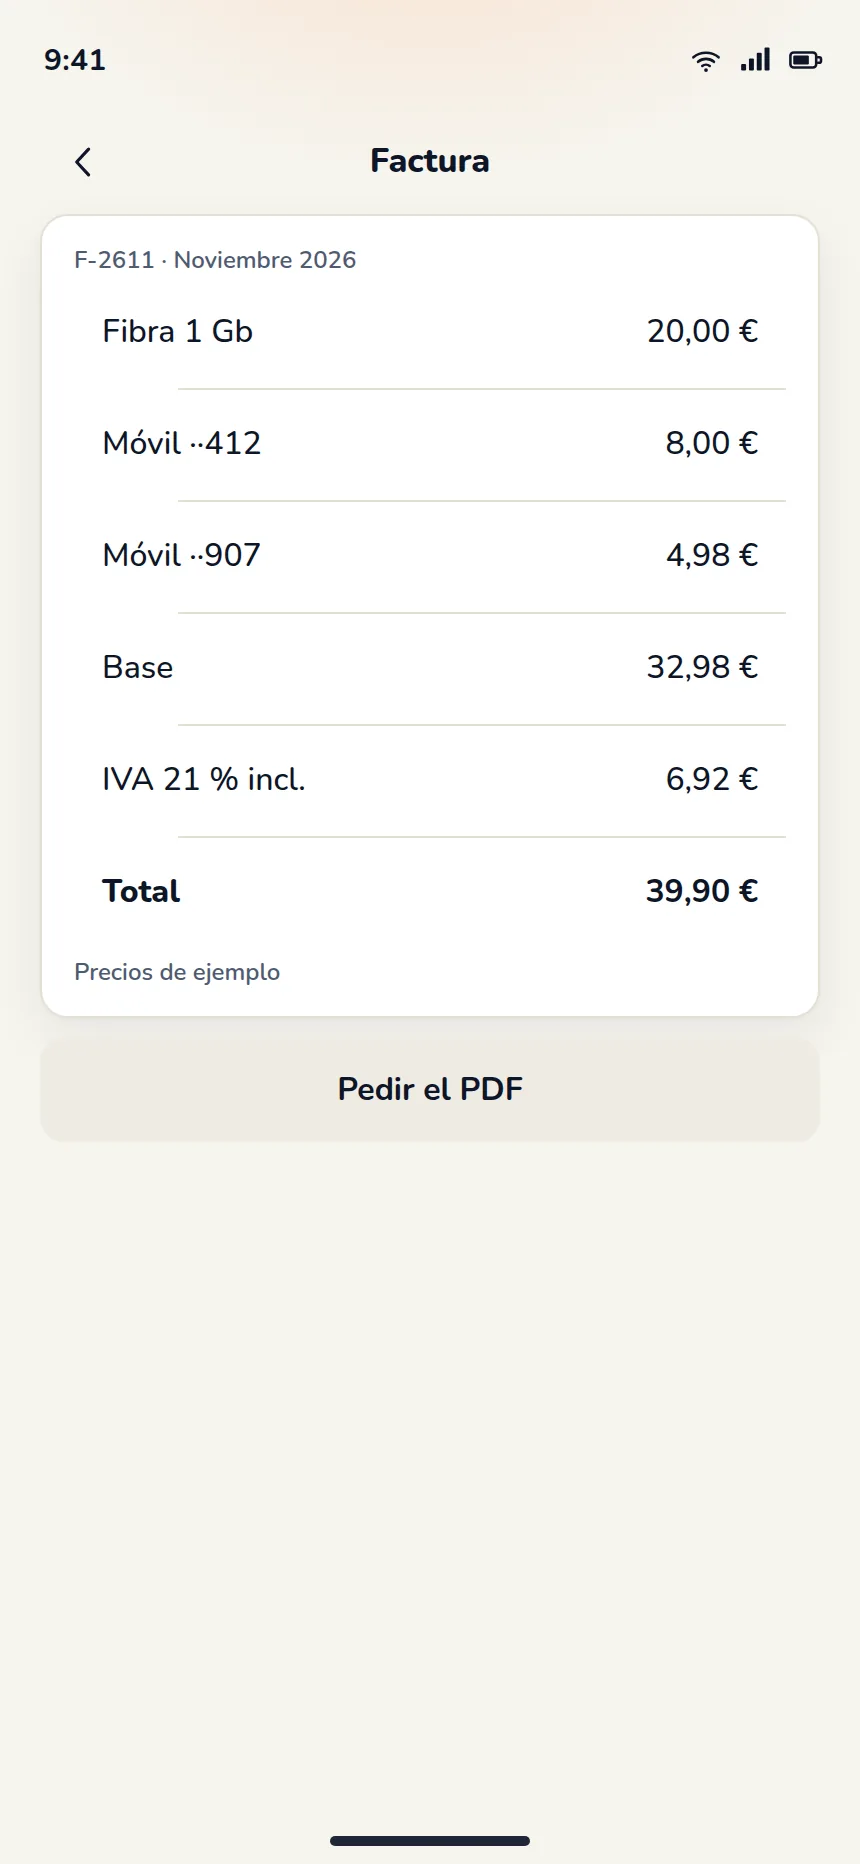 9:41
Factura
F-2611 · Noviembre 2026
Fibra 1 Gb 20,00 €
Móvil ··412 8,00 €
Móvil ··907 4,98 €
Base 32,98 €
IVA 21 % incl. 6,92 €
Total 39,90 €
Precios de ejemplo
Pedir el PDF